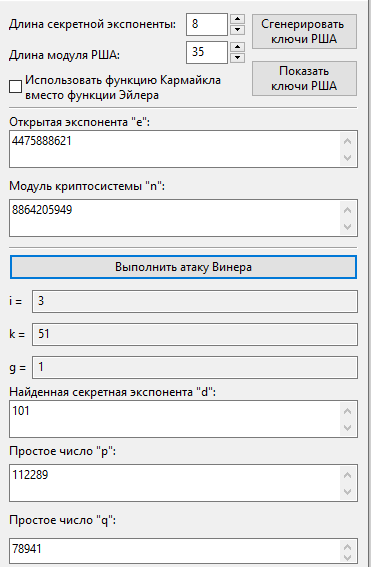 Длина секретной экспоненты:
8
Сгенерировать
ключи РША
Длина модуля РША:
35
Использовать функцию Кармайкла
вместо функции Эйлера
Показать
ключи РША
Открытая экспонента "e":
4475888621
Модуль криптосистемы "n":
8864205949
Выполнить атаку Винера
i =
3
k =
51
g =
1
Найденная секретная экспонента "d":
101
Простое число "p":
112289
Простое число "q":
78941